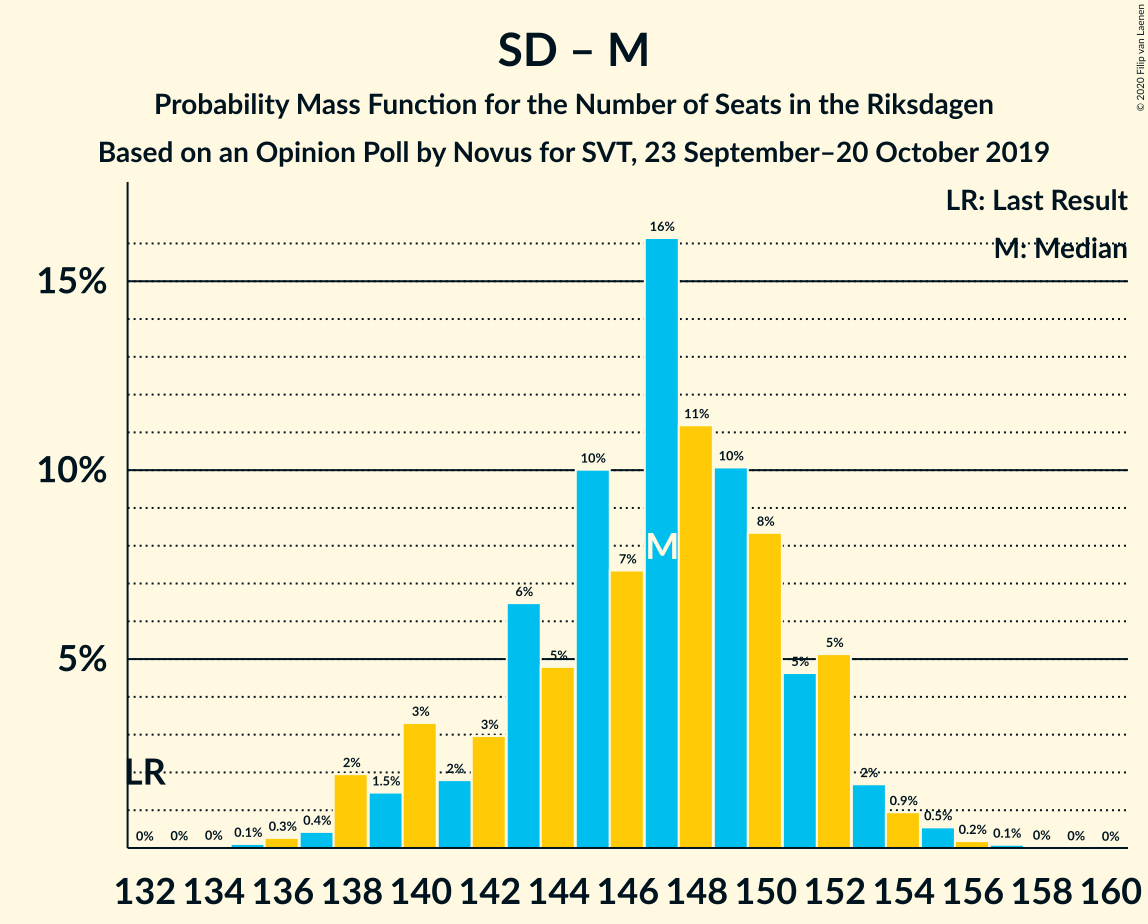 SD – M
Probability Mass Function for the Number of Seats in the Riksdagen
Based on an Opinion Poll by Novus for SVT, 23 September–20 October 2019
© 2020 Filip van Laenen
LR: Last Result
M: Median
15%
10%
5%
0% 0% 0% 0.1% 0.3% 0.4% 2% 1.5% 3% 2% 3% 6% 5% 10% 7% 16% 11% 10% 8% 5% 5% 2% 0.9% 0.5% 0.2% 0.1% 0% 0% 0%
M
LR
132 134 136 138 140 142 144 146 148 150 152 154 156 158 160